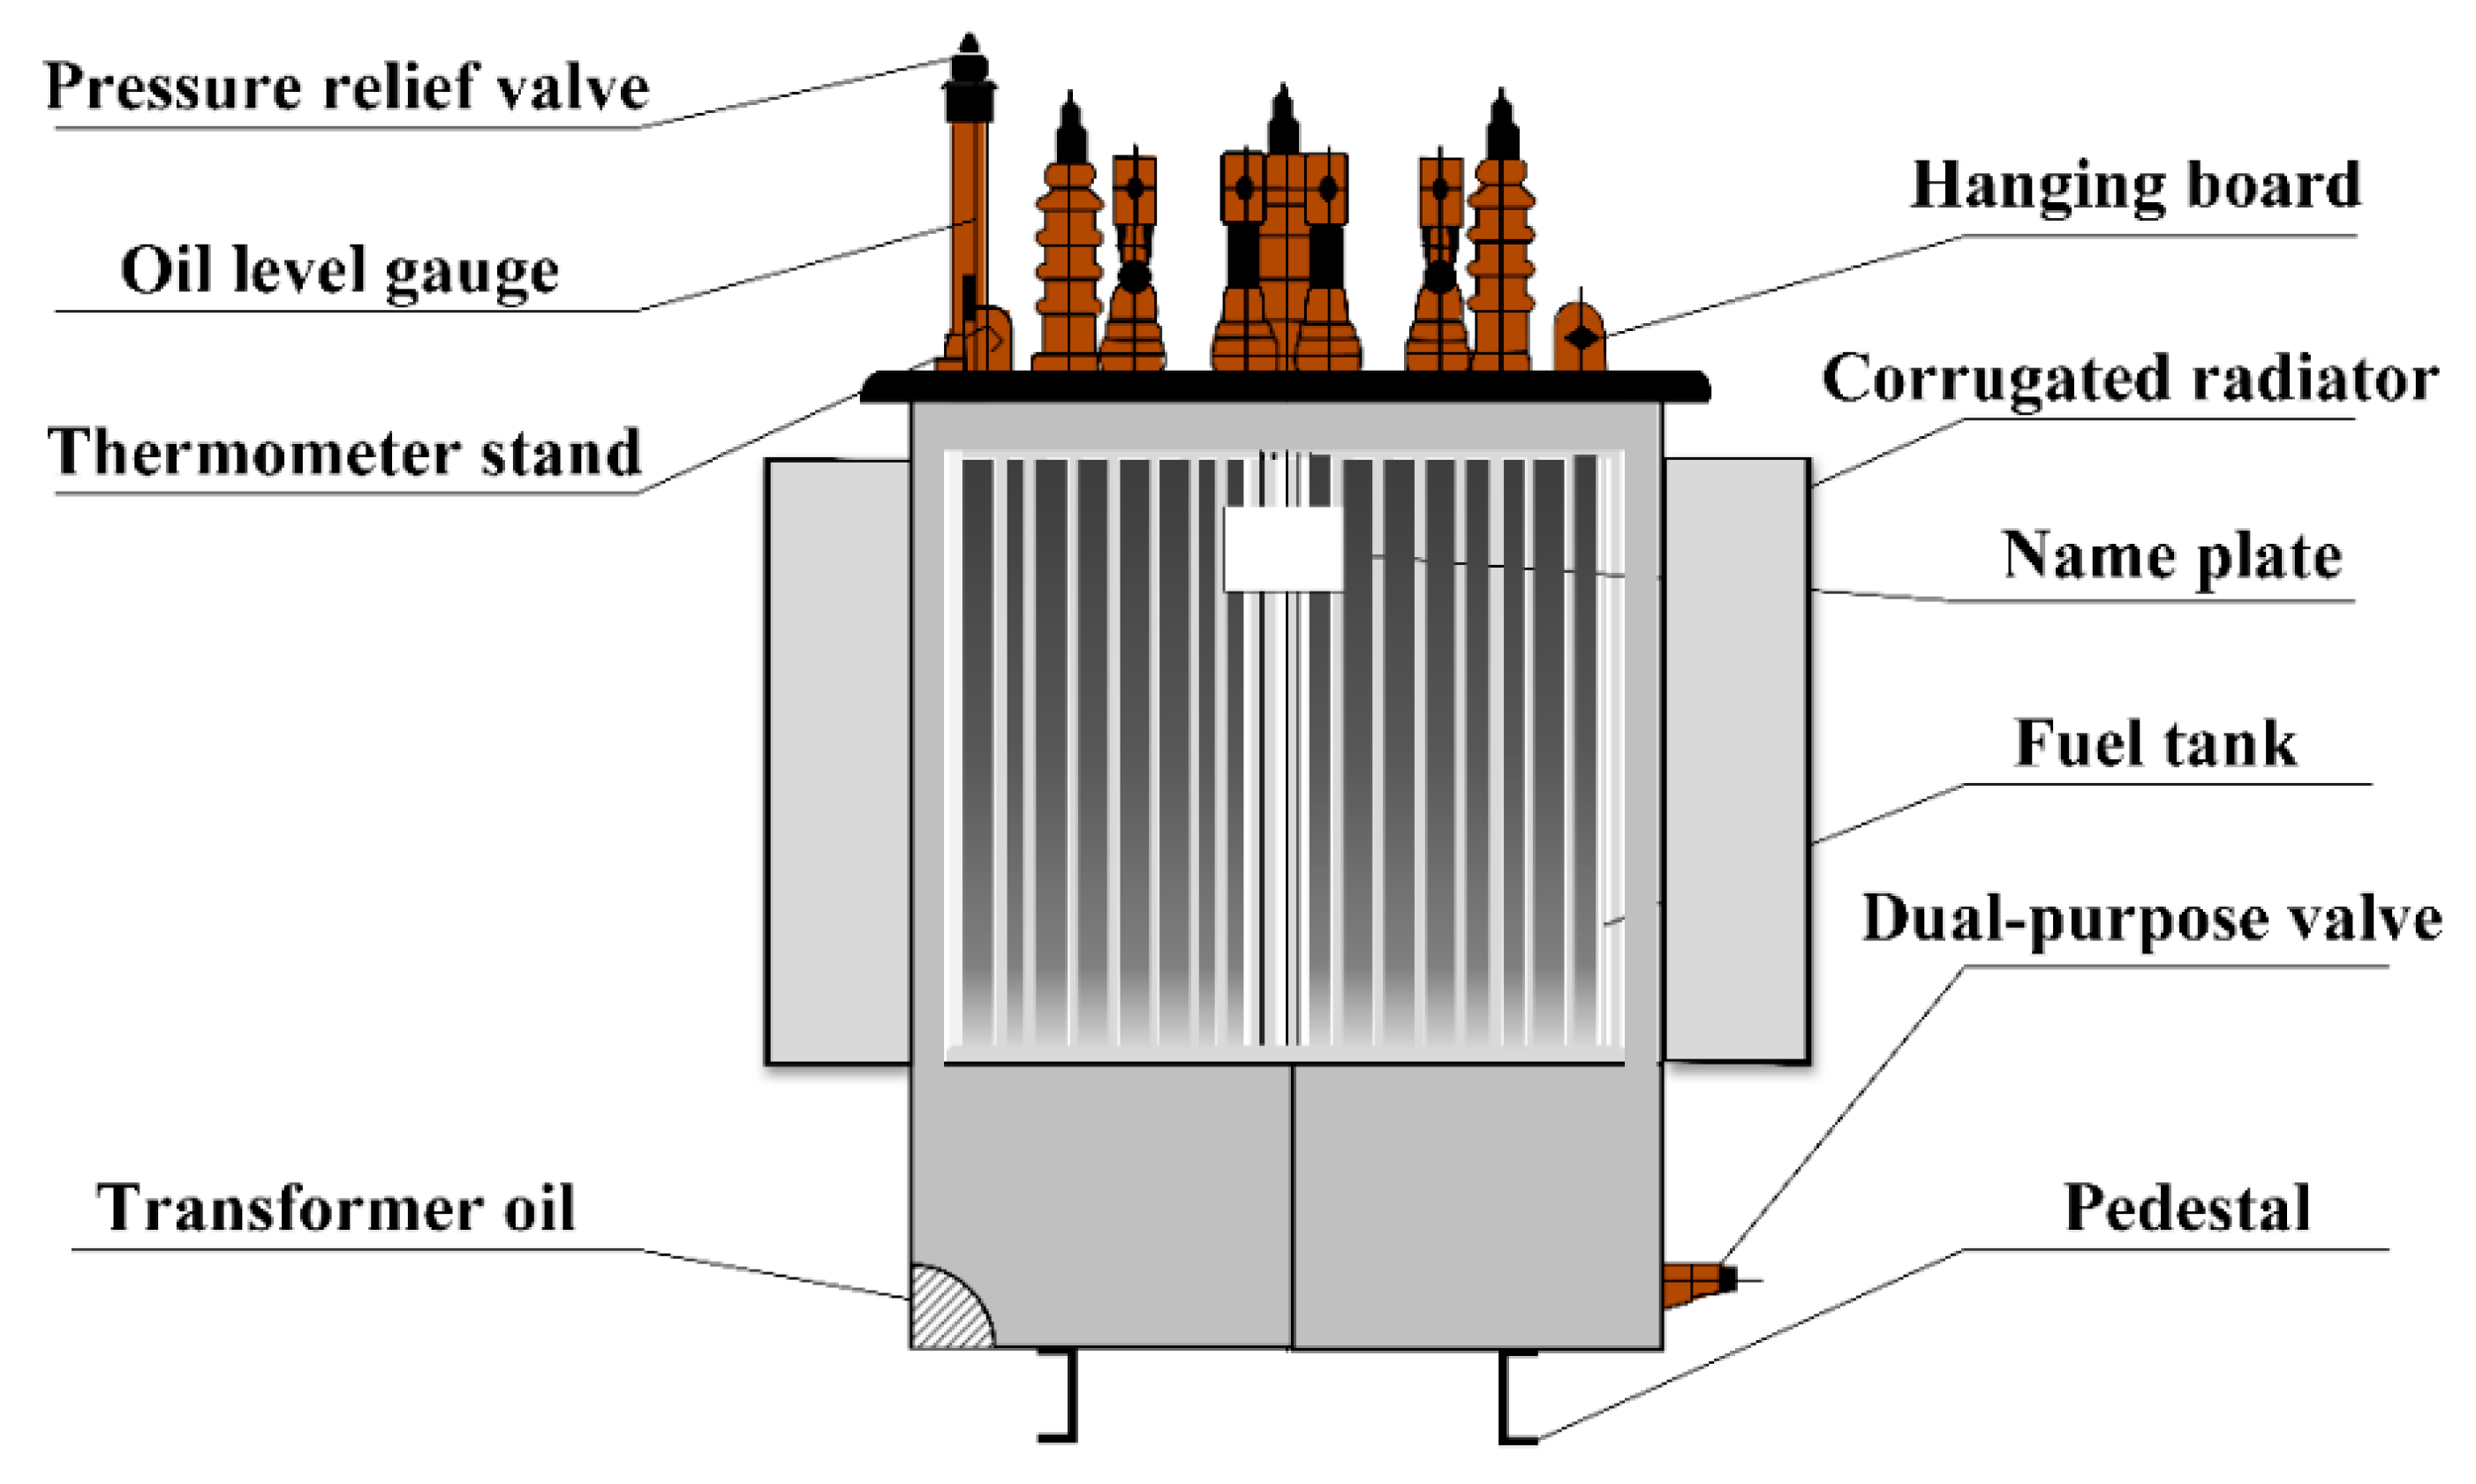 Pressure relief valve
Oil level gauge
Thermometer stand
Transformer oil
Hanging board
Corrugated radiator
Name plate
Fuel tank
Dual-purpose valve
Pedestal